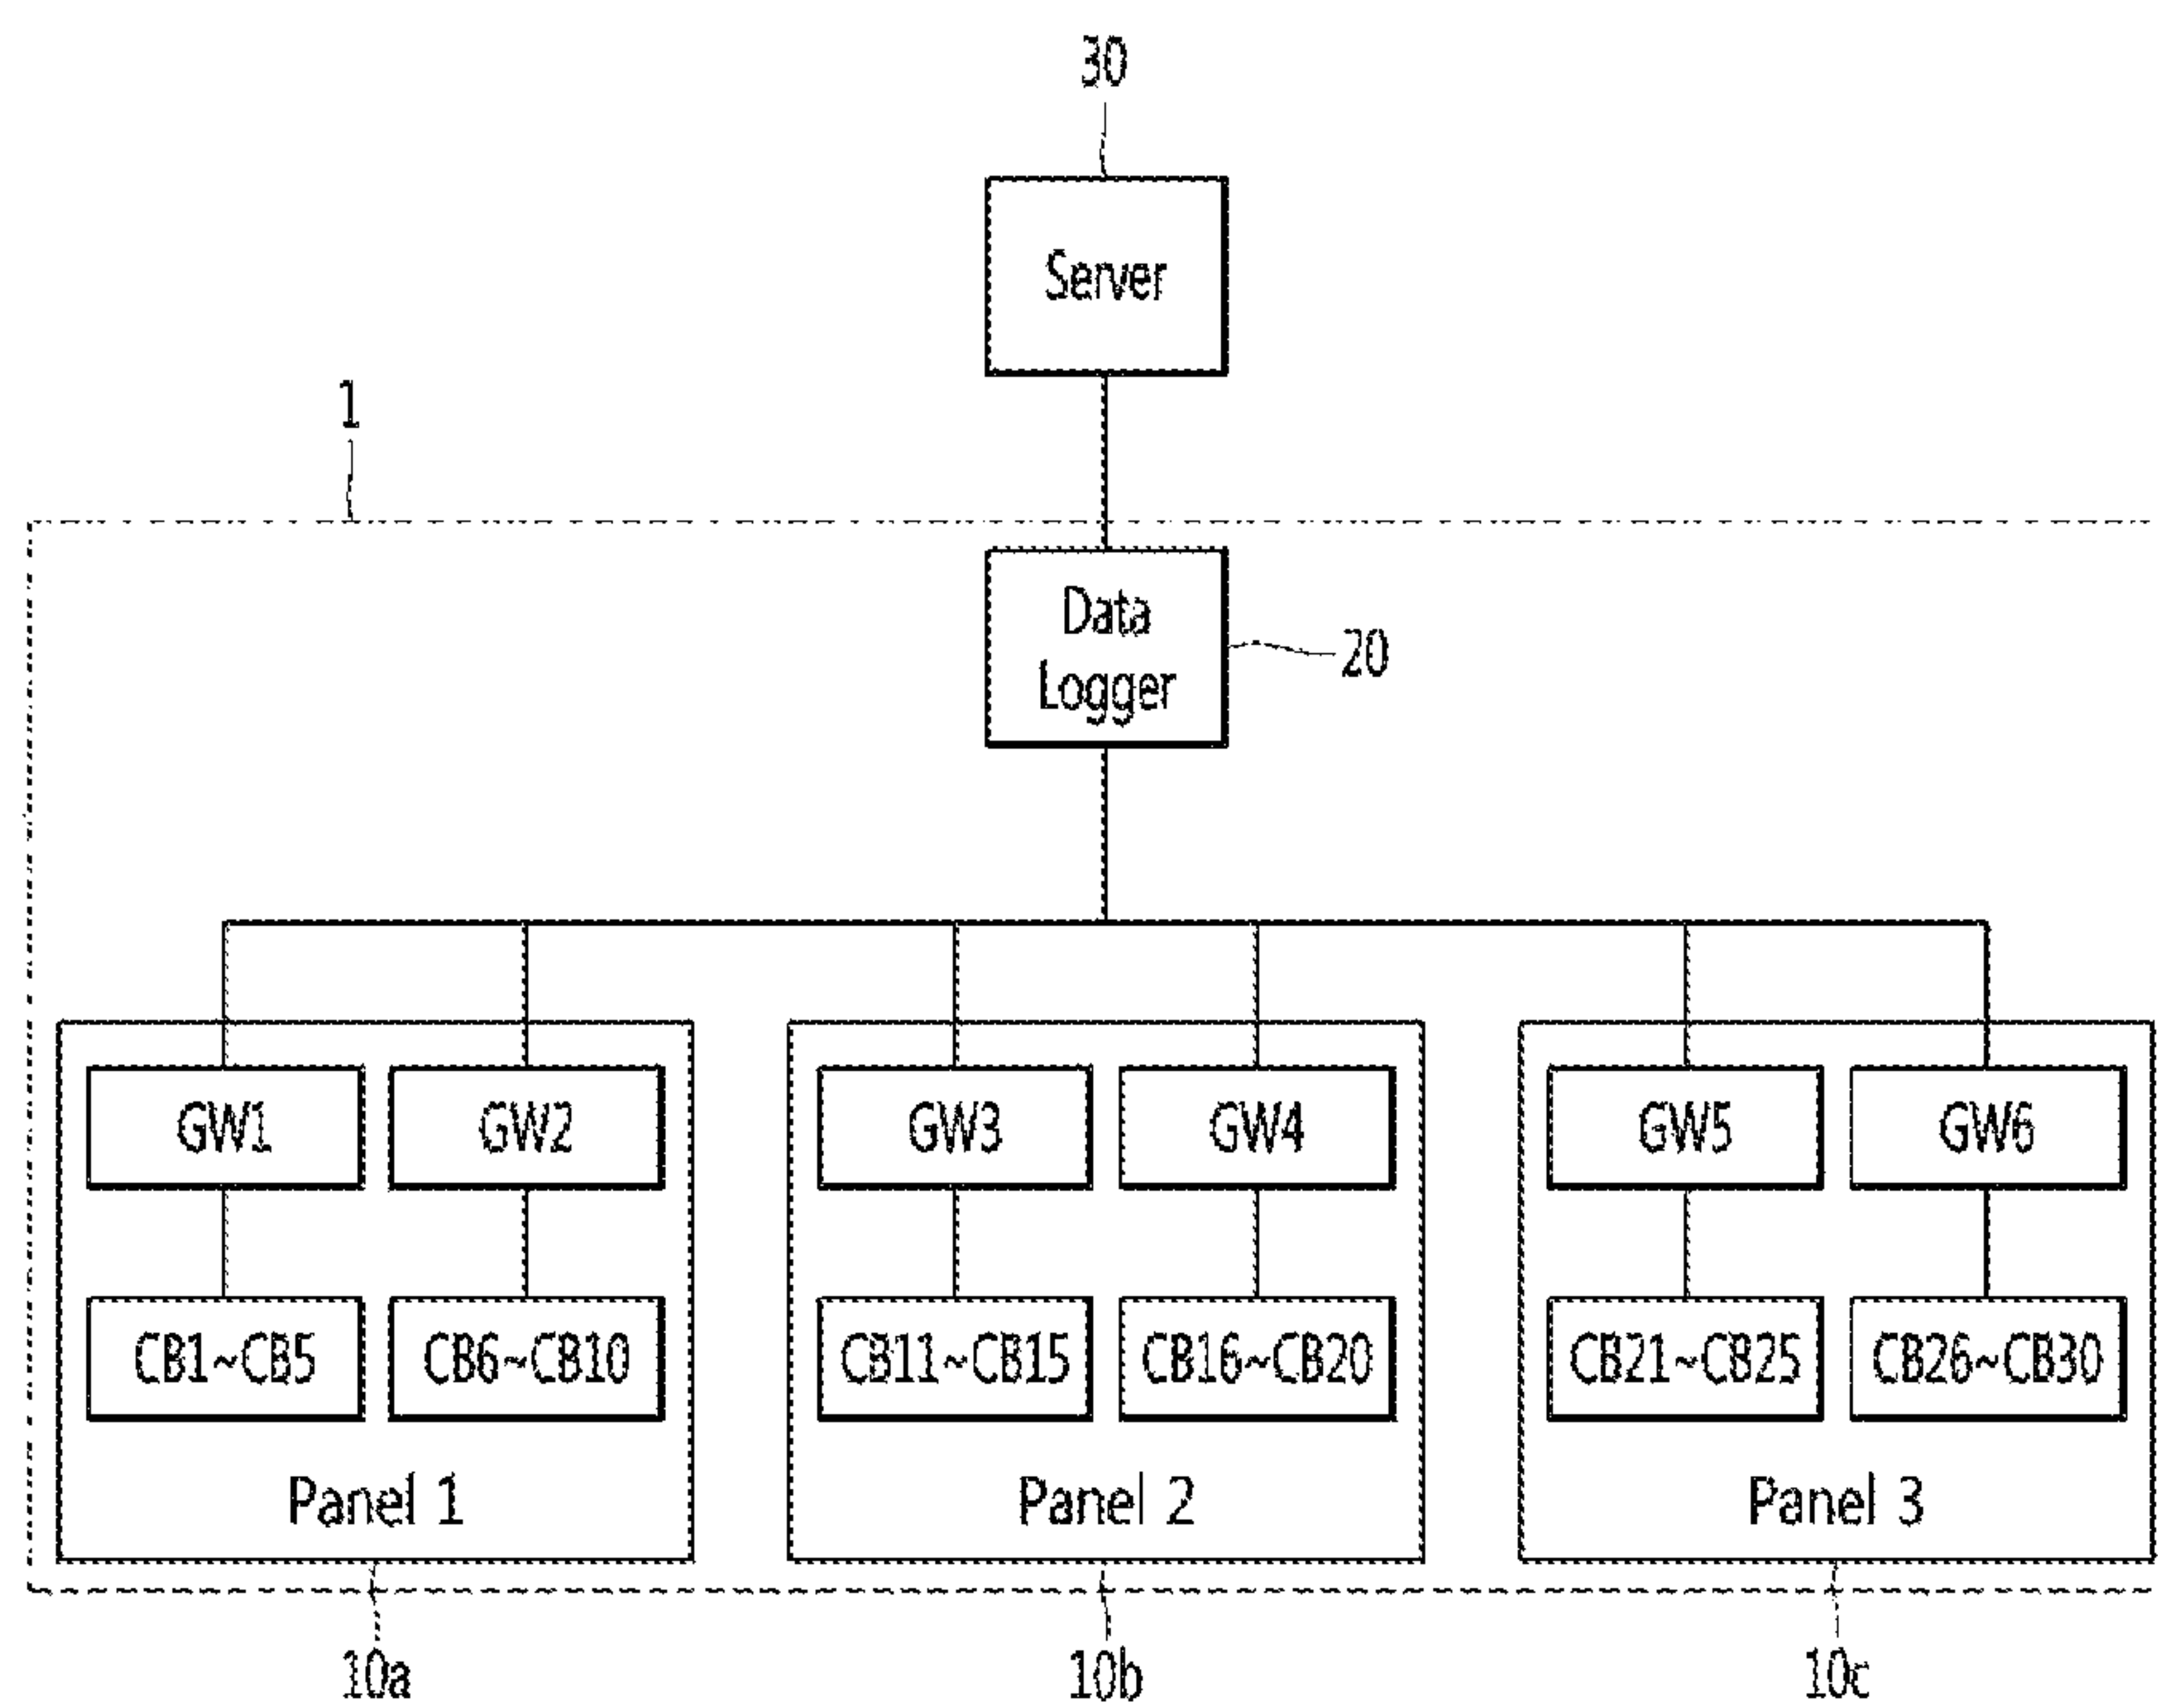 30
Server
1
Data
Logger
20
GW1
GW2
GW3
GW4
GW5
GW6
CB1~CB5
CB6~CB10
CB11~CB15
CB16~CB20
CB21~CB25
CB26~CB30
Panel 1
Panel 2
Panel 3
10a
10b
10c